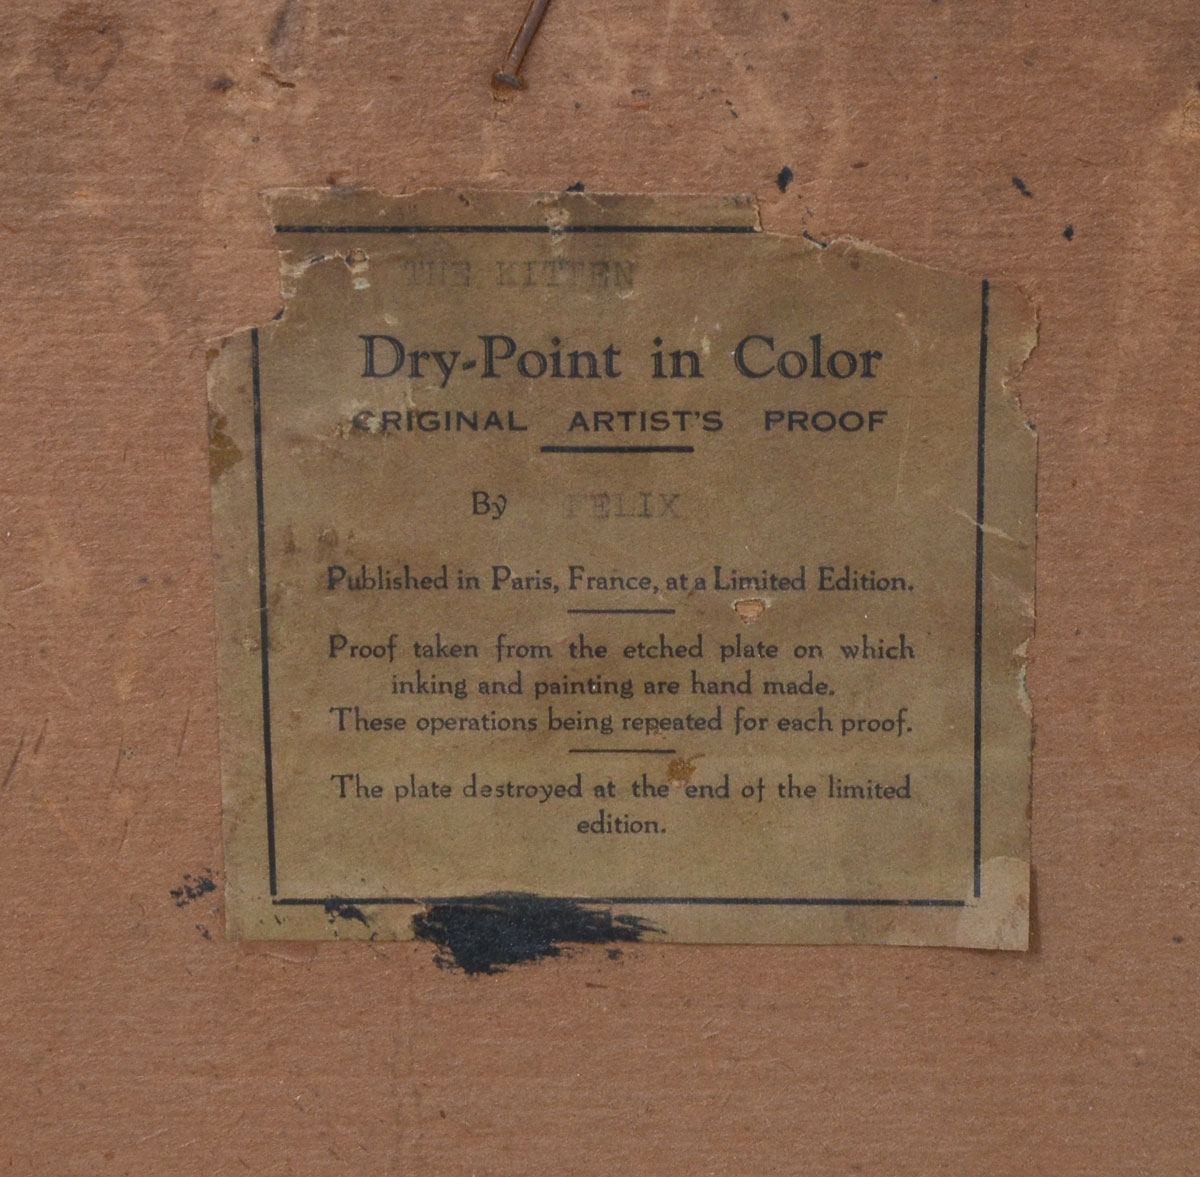 THE KITTEN
Dry-Point in Color
ORIGINAL ARTIST'S PROOF
By FELIX
Published in Paris, France, at a Limited Edition.
Proof taken from the etched plate on which
inking and painting are hand made.
These operations being repeated for each proof.
The plate destroyed at the end of the limited
edition.